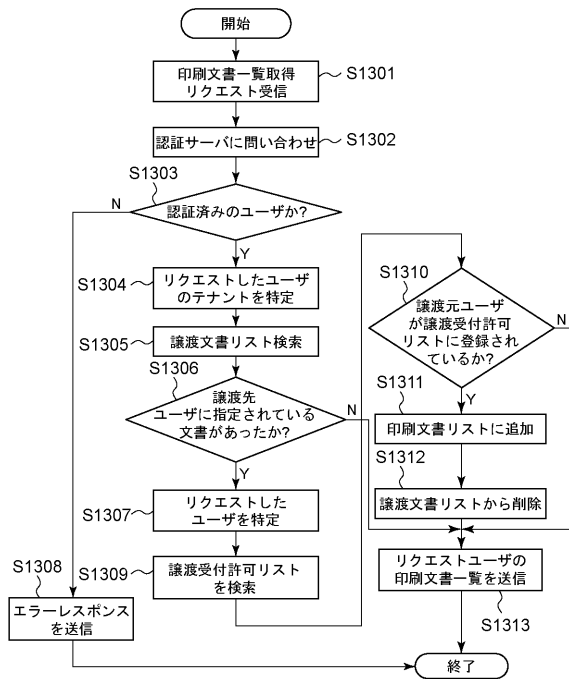 開始
印刷文書一覧取得
リクエスト受信
S1301
認証サーバに問い合わせ
S1302
S1303
認証済みのユーザか?
N
Y
S1304
リクエストしたユーザ
のテナントを特定
S1305
譲渡文書リスト検索
S1306
譲渡先
ユーザに指定されている
文書があったか?
N
Y
S1307
リクエストした
ユーザを特定
S1308
エラーレスポンス
を送信
S1309
譲渡受付許可リスト
を検索
S1310
譲渡元ユーザ
が譲渡受付許可
リストに登録され
ているか?
N
Y
S1311
印刷文書リストに追加
S1312
譲渡文書リストから削除
リクエストユーザの
印刷文書一覧を送信
S1313
終了